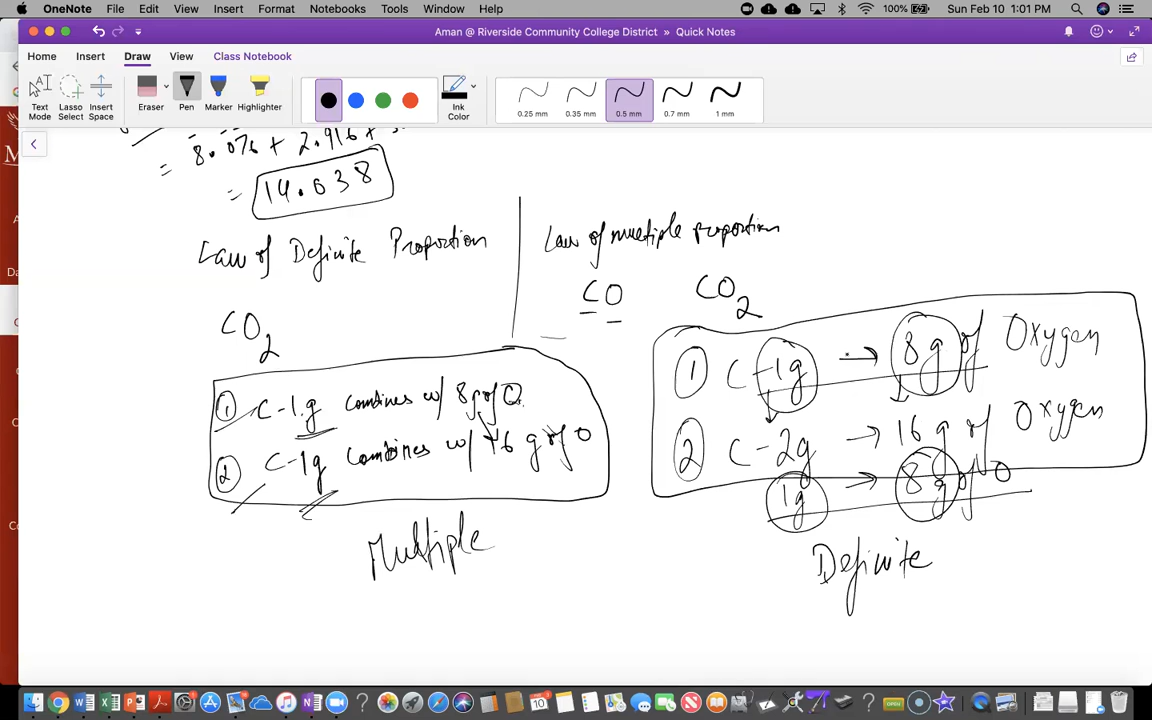 OneNote File Edit View Insert Format Notebooks Tools Window Help 100% Sun Feb 10 1:01 PM
Aman @ Riverside Community College District » Quick Notes
Home Insert Draw View Class Notebook
Text Mode Lasso Select Insert Space Eraser Pen Marker Highlighter Ink Color 0.25 mm 0.35 mm 0.5 mm 0.7 mm 1 mm
8.076 + 2.916 +
= 14.038
Law of Definite Proportion
CO2
① C-1g combines w/ 8g of O
② C-1g combines w/ 16 g of O
Multiple
Law of multiple proportion
CO CO2
① C-1g → 8g of Oxygen
② C-2g → 16g of Oxygen
1g → 8g of O
Definite